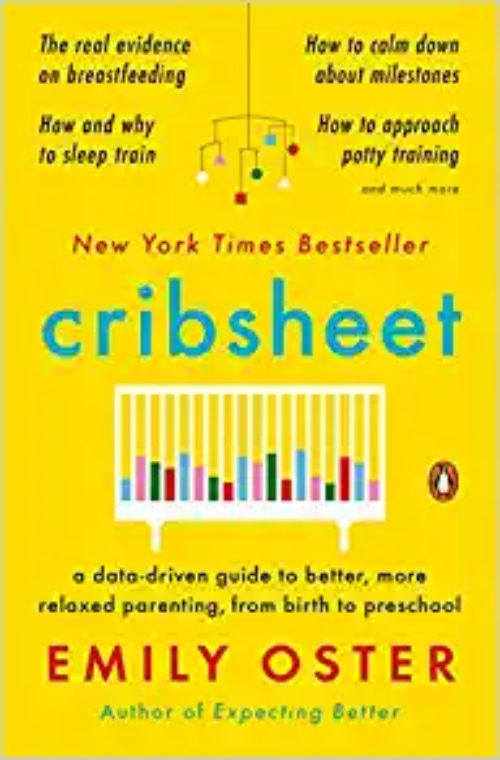 The real evidence
on breastfeeding
How and why
to sleep train
How to calm down
about milestones
How to approach
potty training
and much more
New York Times Bestseller
cribsheet
a data-driven guide to better, more
relaxed parenting, from birth to preschool
EMILY OSTER
Author of Expecting Better